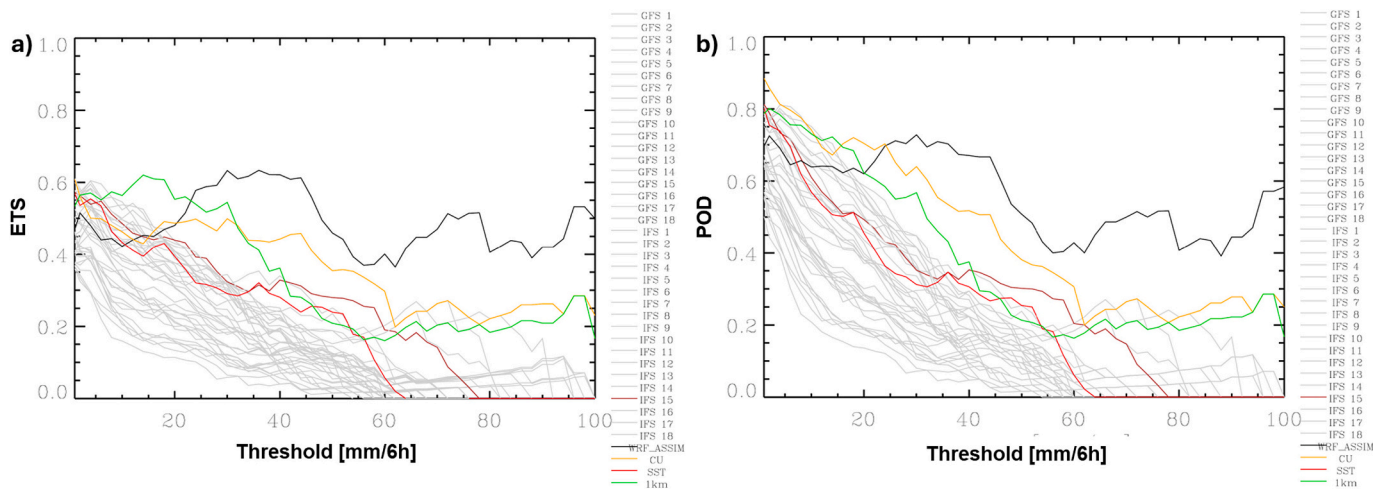 a)
1.0
0.8
0.6
0.4
0.2
0.0
ETS
20
40
60
80
100
Threshold [mm/6h]
GFS 1
GFS 2
GFS 3
GFS 4
GFS 5
GFS 6
GFS 7
GFS 8
GFS 9
GFS 10
GFS 11
GFS 12
GFS 13
GFS 14
GFS 15
GFS 16
GFS 17
GFS 18
IFS 1
IFS 2
IFS 3
IFS 4
IFS 5
IFS 6
IFS 7
IFS 8
IFS 9
IFS 10
IFS 11
IFS 12
IFS 13
IFS 14
IFS 15
IFS 16
IFS 17
IFS 18
WRF_ASSIM
CU
SST
1km
b)
1.0
0.8
0.6
0.4
0.2
0.0
POD
20
40
60
80
100
Threshold [mm/6h]
GFS 1
GFS 2
GFS 3
GFS 4
GFS 5
GFS 6
GFS 7
GFS 8
GFS 9
GFS 10
GFS 11
GFS 12
GFS 13
GFS 14
GFS 15
GFS 16
GFS 17
GFS 18
IFS 1
IFS 2
IFS 3
IFS 4
IFS 5
IFS 6
IFS 7
IFS 8
IFS 9
IFS 10
IFS 11
IFS 12
IFS 13
IFS 14
IFS 15
IFS 16
IFS 17
IFS 18
WRF_ASSIM
CU
SST
1km